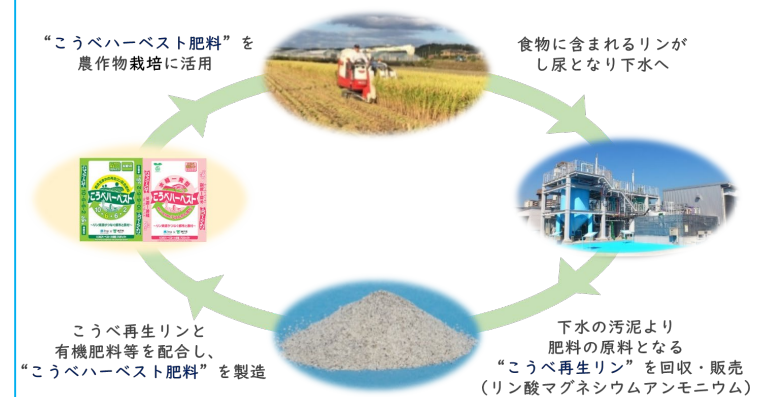 “こうべハーベスト肥料”を
農作物栽培に活用
食物に含まれるリンが
し尿となり下水へ
こうべハーベスト
こうべハーベスト
下水の汚泥より
肥料の原料となる
“こうべ再生リン”を回収・販売
(リン酸マグネシウムアンモニウム)
こうべ再生リンと
有機肥料等を配合し、
“こうべハーベスト肥料”を製造